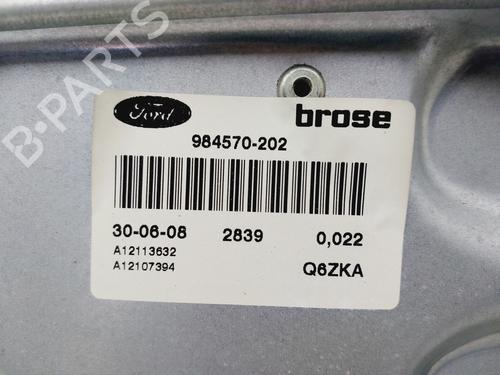 B-PARTS
Ford
brose
984570-202
30-06-08 2839 0,022
A12113632
A12107394
Q6ZKA